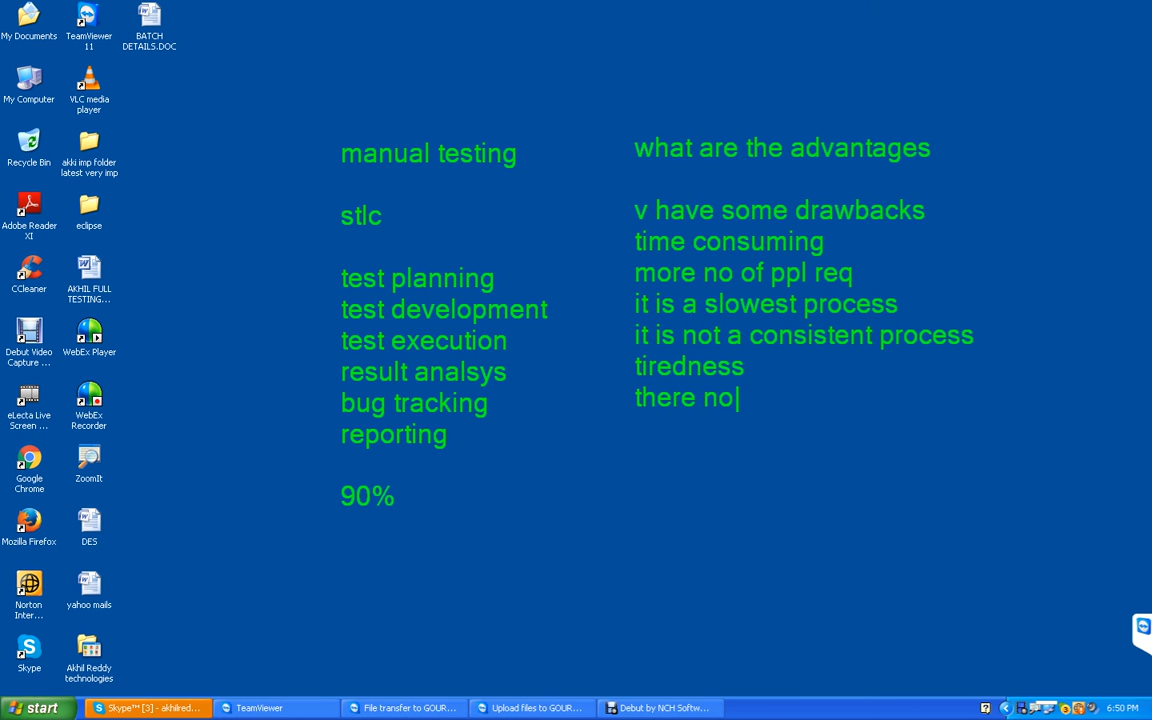 My Documents
TeamViewer
11
BATCH
DETAILS.DOC
My Computer
VLC media
player
Recycle Bin
akki imp folder
latest very imp
Adobe Reader
XI
eclipse
CCleaner
AKHIL FULL
TESTING...
Debut Video
Capture ...
WebEx Player
eLecta Live
Screen ...
WebEx
Recorder
Google
Chrome
ZoomIt
Mozilla Firefox
DES
Norton
Inter...
yahoo mails
Skype
Akhil Reddy
technologies
manual testing
stlc
test planning
test development
test execution
result analsys
bug tracking
reporting
90%
what are the advantages
v have some drawbacks
time consuming
more no of ppl req
it is a slowest process
it is not a consistent process
tiredness
there no
start
Skype™ [3] - akhilred...
TeamViewer
File transfer to GOUR...
Upload files to GOUR...
Debut by NCH Softw...
6:50 PM